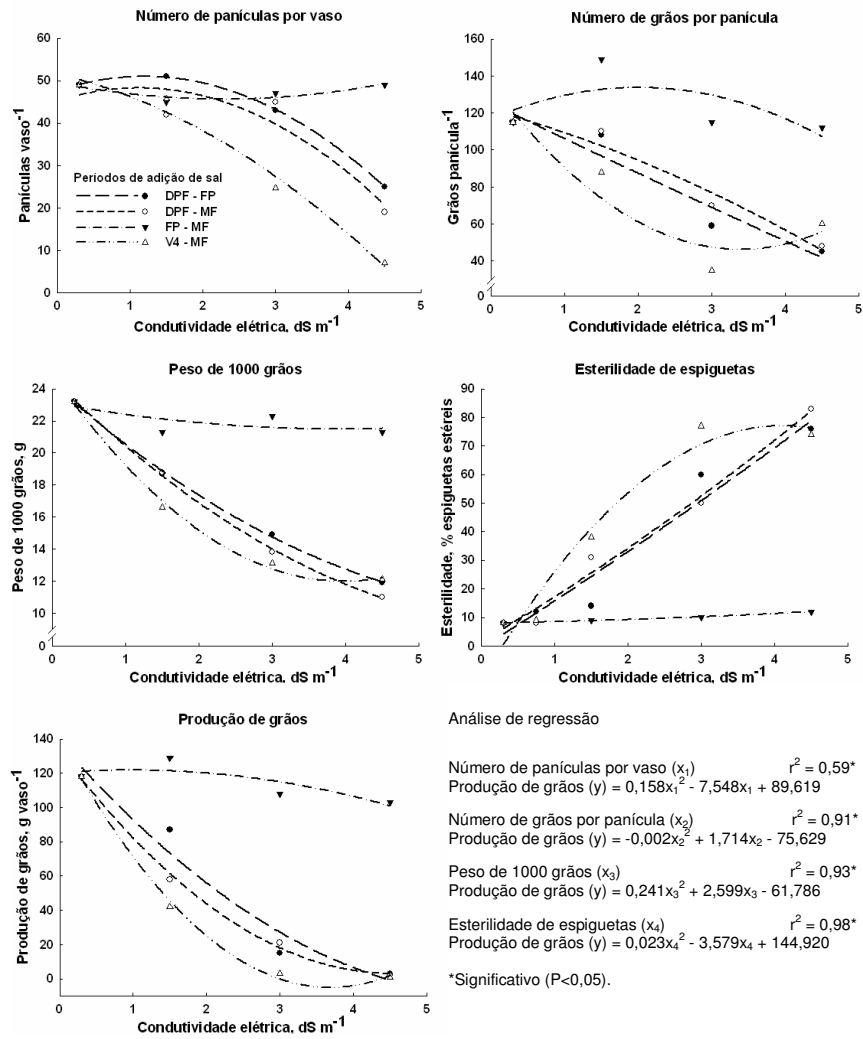 Número de panículas por vaso
Panículas vaso-1
60
50
40
30
20
10
0
Períodos de adição de sal
DPF - FP
DPF - MF
FP - MF
V4 - MF
0 1 2 3 4 5
Condutividade elétrica, dS m-1
Número de grãos por panícula
Grãos panícula-1
160
140
120
100
80
60
40
0
0 1 2 3 4 5
Condutividade elétrica, dS m-1
Peso de 1000 grãos
Peso de 1000 grãos, g
24
22
20
18
16
14
12
10
0
0 1 2 3 4 5
Condutividade elétrica, dS m-1
Esterilidade de espiguetas
Esterilidade, % espiguetas estéreis
90
80
70
60
50
40
30
20
10
0
0 1 2 3 4 5
Condutividade elétrica, dS m-1
Produção de grãos
Produção de grãos, g vaso-1
140
120
100
80
60
40
20
0
0 1 2 3 4 5
Condutividade elétrica, dS m-1
Análise de regressão
Número de panículas por vaso (x1) r2 = 0,59*
Produção de grãos (y) = 0,158x1^2 - 7,548x1 + 89,619
Número de grãos por panícula (x2) r2 = 0,91*
Produção de grãos (y) = -0,002x2^2 + 1,714x2 - 75,629
Peso de 1000 grãos (x3) r2 = 0,93*
Produção de grãos (y) = 0,241x3^2 + 2,599x3 - 61,786
Esterilidade de espiguetas (x4) r2 = 0,98*
Produção de grãos (y) = 0,023x4^2 - 3,579x4 + 144,920
*Significativo (P<0,05).